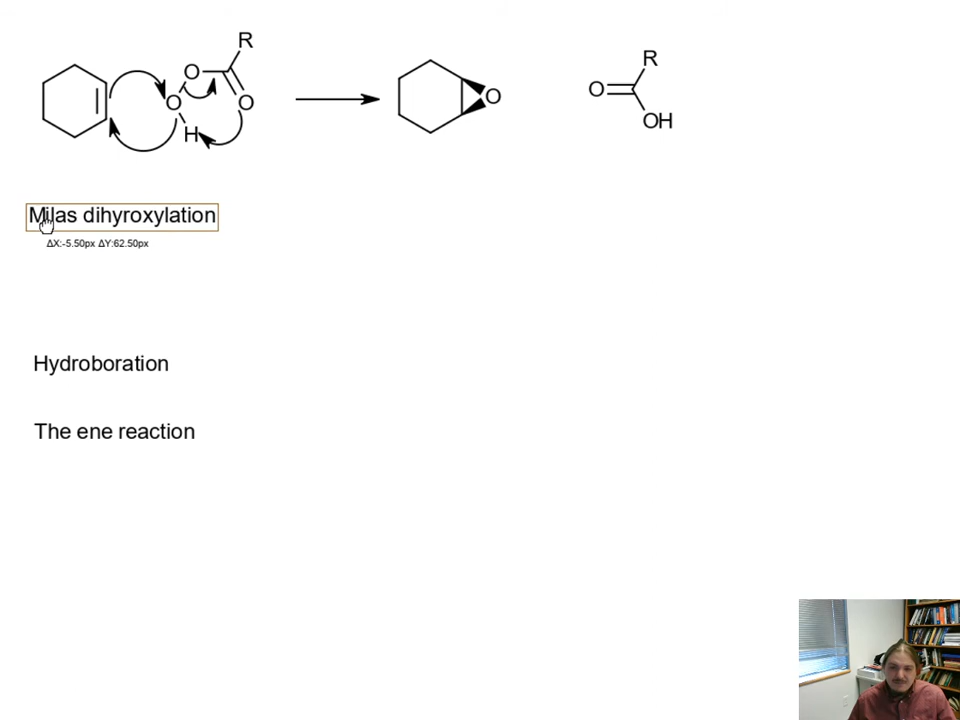 R
O
O
O
H
O
R
O
OH
Milas dihyroxylation
ΔX:-5.50px ΔY:62.50px
Hydroboration
The ene reaction